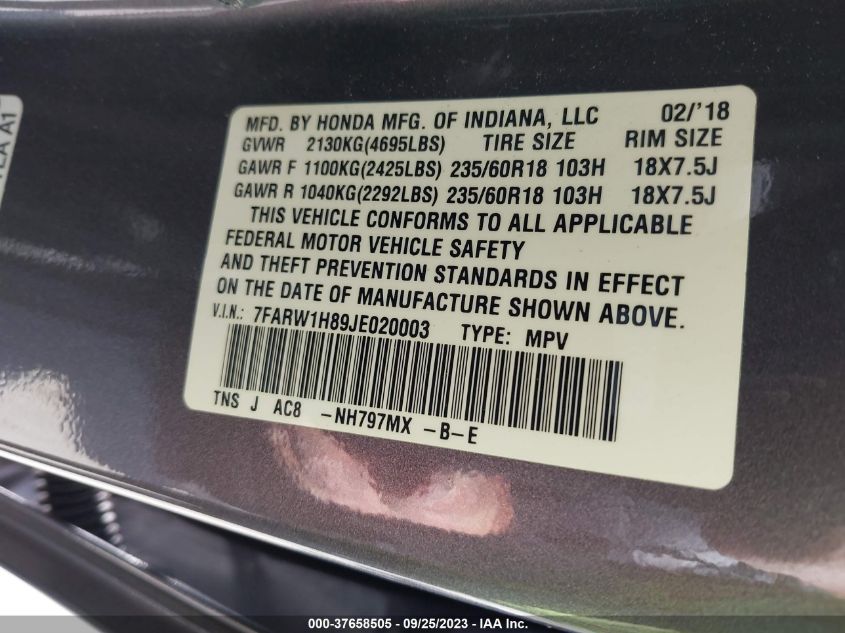 MFD. BY HONDA MFG. OF INDIANA, LLC 02/'18
GVWR 2130KG(4695LBS) TIRE SIZE RIM SIZE
GAWR F 1100KG(2425LBS) 235/60R18 103H 18X7.5J
GAWR R 1040KG(2292LBS) 235/60R18 103H 18X7.5J
THIS VEHICLE CONFORMS TO ALL APPLICABLE
FEDERAL MOTOR VEHICLE SAFETY
AND THEFT PREVENTION STANDARDS IN EFFECT
ON THE DATE OF MANUFACTURE SHOWN ABOVE.
V.I.N.: 7FARW1H89JE020003 TYPE: MPV
TNS J AC8 -NH797MX -B-E
TLA A1
000-37658505 - 09/25/2023 - IAA Inc.